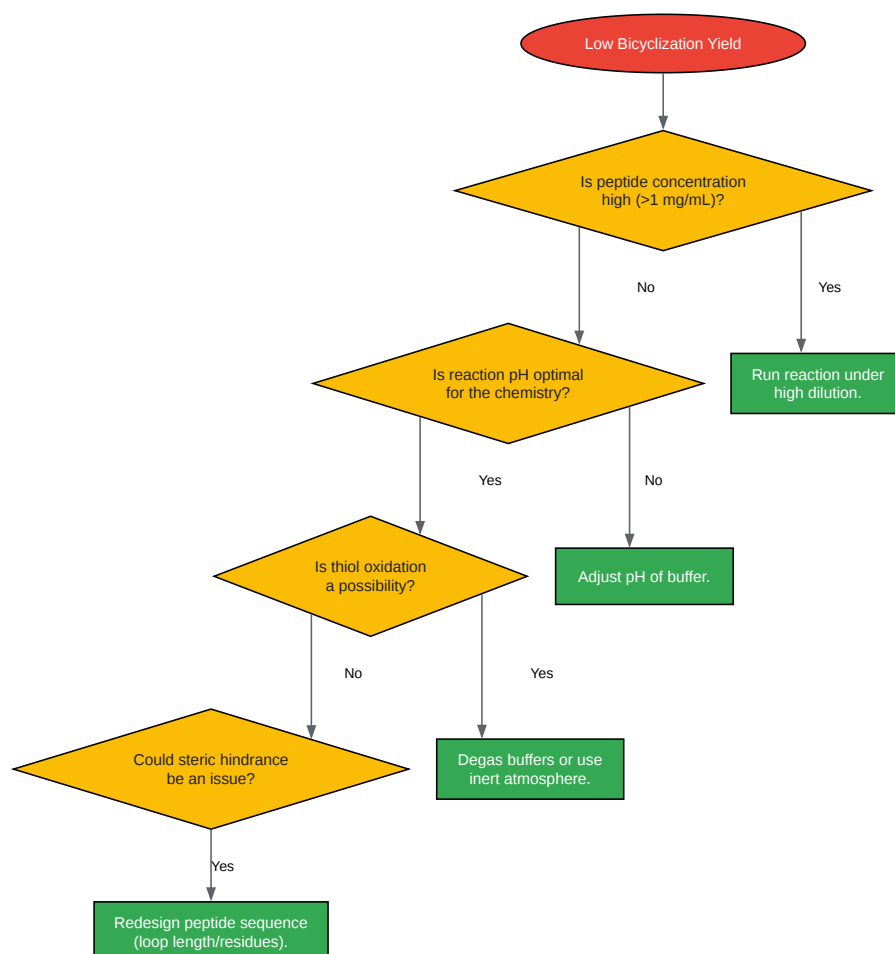 Low Bicyclization Yield
Is peptide concentration
high (>1 mg/mL)?
No
Yes
Is reaction pH optimal
for the chemistry?
Run reaction under
high dilution.
Yes
No
Is thiol oxidation
a possibility?
Adjust pH of buffer.
No
Yes
Could steric hindrance
be an issue?
Degas buffers or use
inert atmosphere.
Yes
Redesign peptide sequence
(loop length/residues).